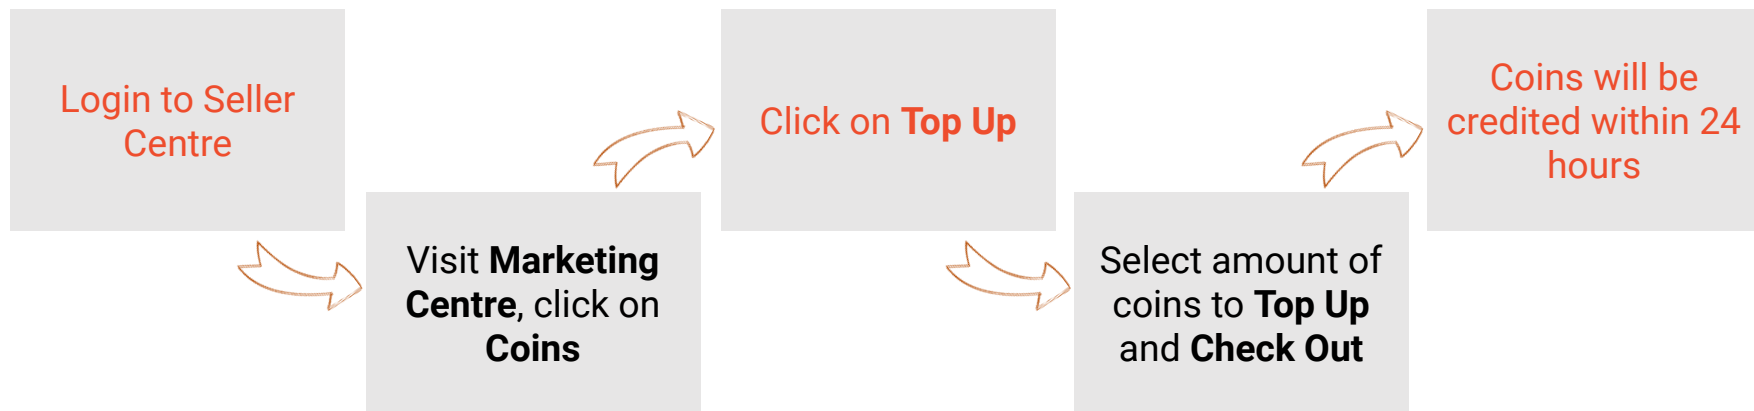 Login to Seller
Centre
Visit Marketing
Centre, click on
Coins
Click on Top Up
Select amount of
coins to Top Up
and Check Out
Coins will be
credited within 24
hours